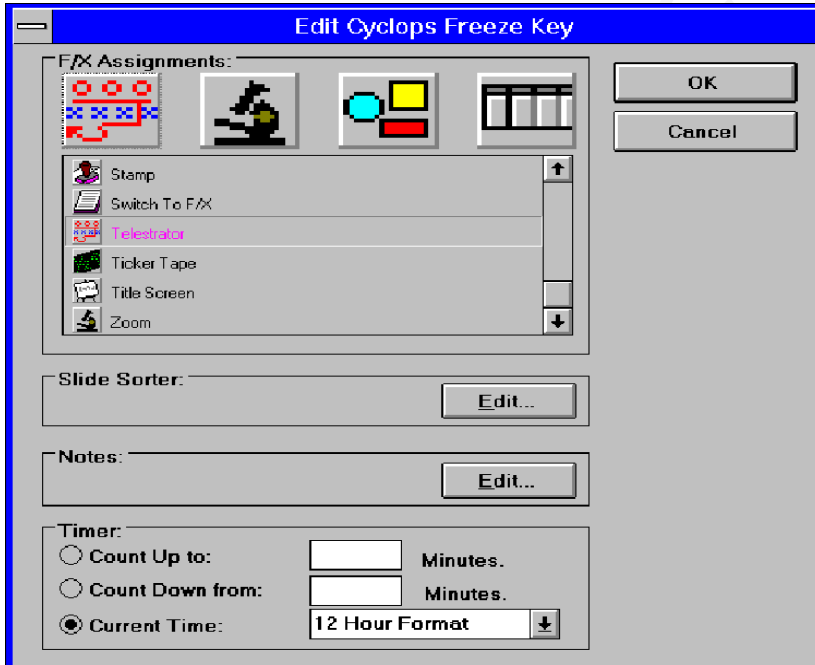 Edit Cyclops Freeze Key
F/X Assignments:
OK
Cancel
Stamp
Switch To F/X
Telestrator
Ticker Tape
Title Screen
Zoom
Slide Sorter:
Edit...
Notes:
Edit...
Timer:
Count Up to: Minutes.
Count Down from: Minutes.
Current Time: 12 Hour Format